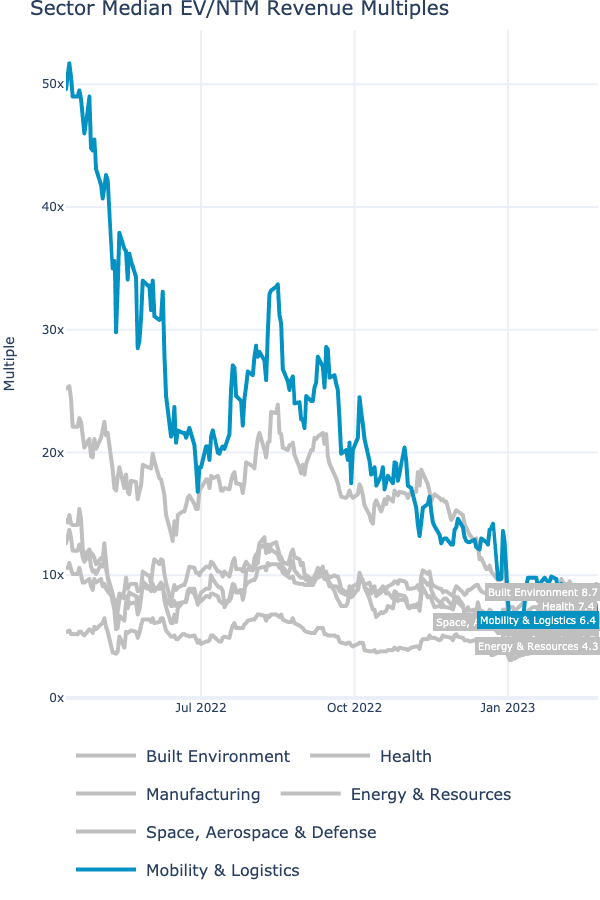 Sector Median EV/NTM Revenue Multiples
50x
40x
30x
20x
10x
0x
Multiple
Built Environment 8.7
Health 7.4
Space,
Mobility & Logistics 6.4
Energy & Resources 4.3
Jul 2022
Oct 2022
Jan 2023
Built Environment
Health
Manufacturing
Energy & Resources
Space, Aerospace & Defense
Mobility & Logistics